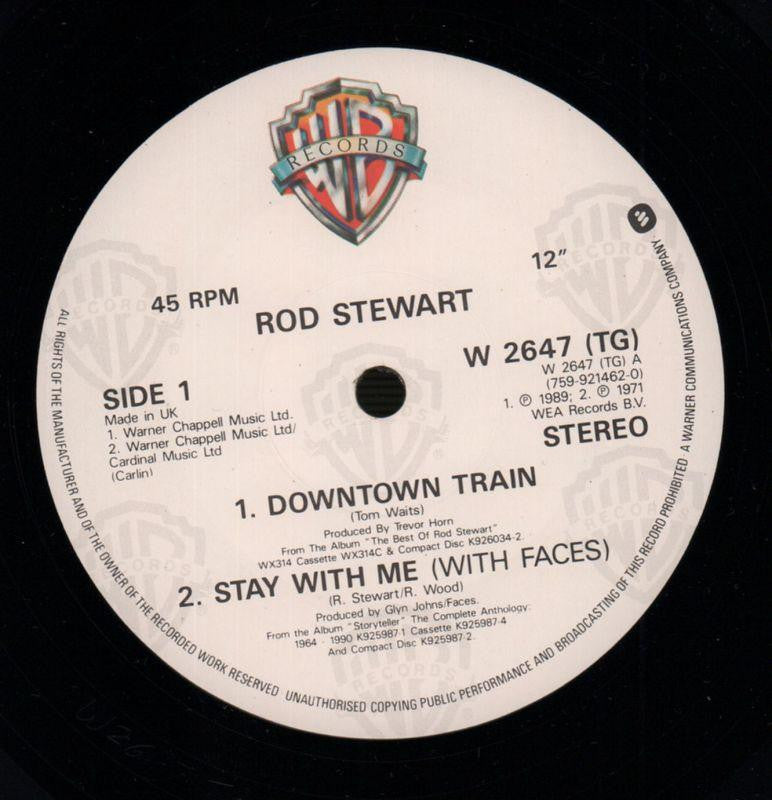 WB
RECORDS
45 RPM
12"
ROD STEWART
SIDE 1
Made in UK
1. Warner Chappell Music Ltd.
2. Warner Chappell Music Ltd/
Cardinal Music Ltd
(Carlin)
W 2647 (TG)
W 2647 (TG) A
(759-921462-0)
1. ℗ 1989; 2. ℗ 1971
WEA Records B.V.
STEREO
1. DOWNTOWN TRAIN
(Tom Waits)
Produced By Trevor Horn
From The Album "The Best Of Rod Stewart"
WX314 Cassette WX314C & Compact Disc K926034-2.
2. STAY WITH ME (WITH FACES)
(R. Stewart/R. Wood)
Produced by Glyn Johns/Faces.
From the Album "Storyteller" The Complete Anthology:
1964 - 1990 K925987-1 Cassette K925987-4
And Compact Disc K925987-2.
ALL RIGHTS OF THE MANUFACTURER AND OF THE OWNER OF THE RECORDED WORK RESERVED UNAUTHORISED COPYING PUBLIC PERFORMANCE AND BROADCASTING OF THIS RECORD PROHIBITED A WARNER COMMUNICATIONS COMPANY.